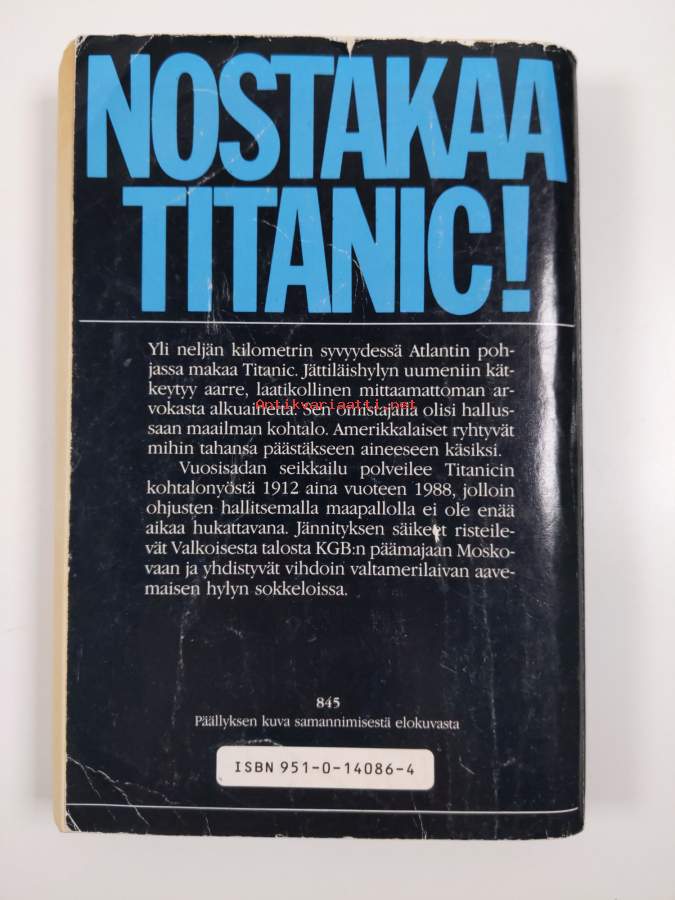 NOSTAKAA
TITANIC!
Yli neljän kilometrin syvyydessä Atlantin poh-
jassa makaa Titanic. Jättiläishylyn uumeniin kät-
keytyy aarre, laatikollinen mittaamattoman ar-
vokasta alkuainetta. Sen omistajalla olisi hallus-
Antikvariaatti.net
saan maailman kohtalo. Amerikkalaiset ryhtyvät
mihin tahansa päästäkseen aineeseen käsiksi.
Vuosisadan seikkailu polveilee Titanicin
kohtalonyöstä 1912 aina vuoteen 1988, jolloin
ohjusten hallitsemalla maapallolla ei ole enää
aikaa hukattavana. Jännityksen säikeet risteile-
vät Valkoisesta talosta KGB:n päämajaan Mosko-
vaan ja yhdistyvät vihdoin valtamerilaivan aave-
maisen hylyn sokkeloissa.
845
Päällyksen kuva samannimisestä elokuvasta
ISBN 951-0-14086-4